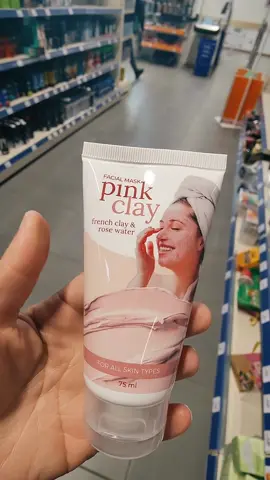 FACIAL MASK
pink
clay
french clay &
rose water
FOR ALL SKIN TYPES
75 ml